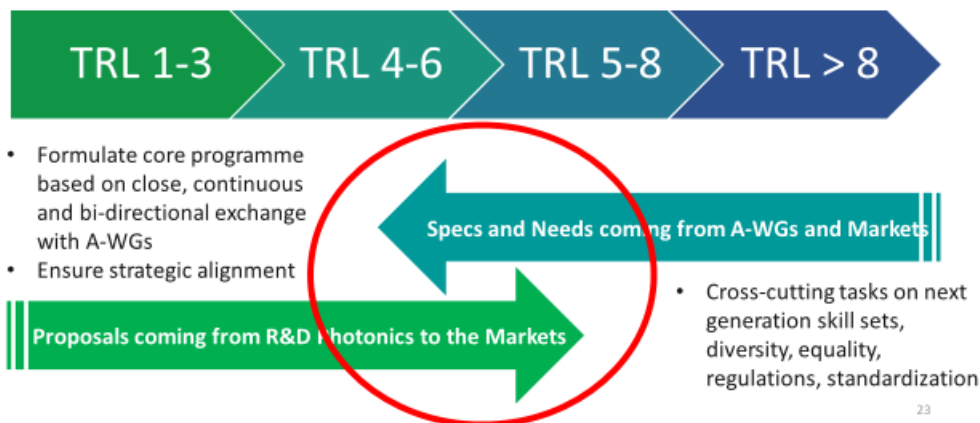 TRL 1-3
TRL 4-6
TRL 5-8
TRL > 8
• Formulate core programme
based on close, continuous
and bi-directional exchange
with A-WGs
• Ensure strategic alignment
Specs and Needs coming from A-WGs and Markets
Proposals coming from R&D Photonics to the Markets
• Cross-cutting tasks on next
generation skill sets,
diversity, equality,
regulations, standardization
23